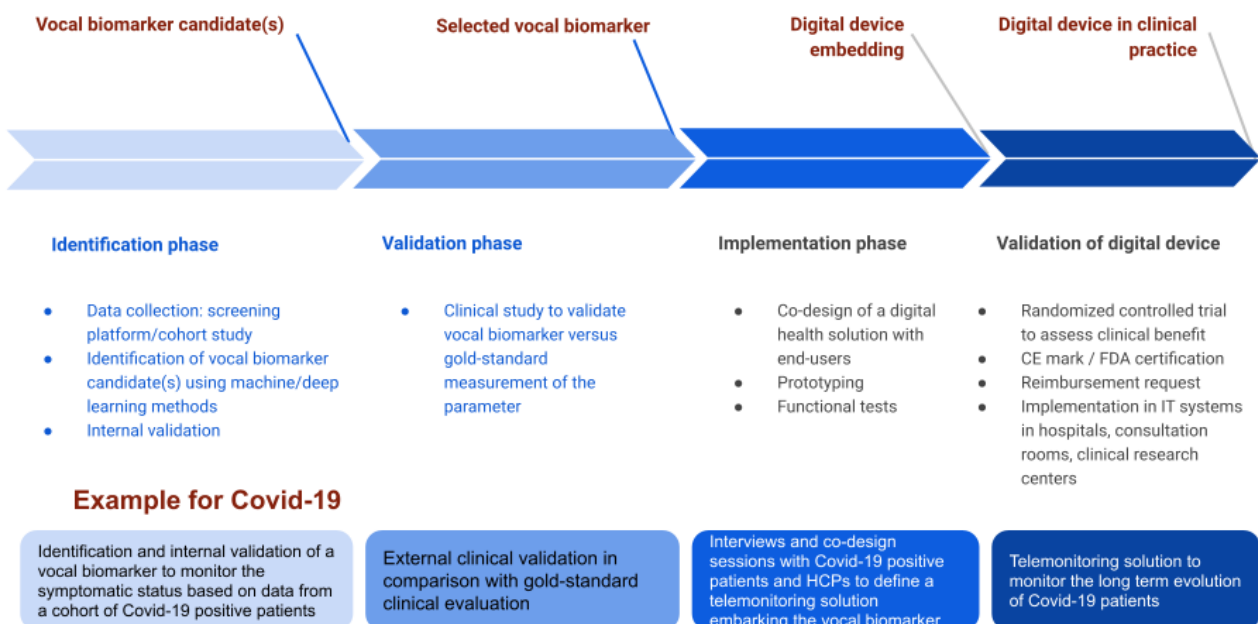 Vocal biomarker candidate(s)
Selected vocal biomarker
Digital device
embedding
Digital device in clinical
practice
Identification phase
Validation phase
Implementation phase
Validation of digital device
● Data collection: screening
platform/cohort study
● Identification of vocal biomarker
candidate(s) using machine/deep
learning methods
● Internal validation
● Clinical study to validate
vocal biomarker versus
gold-standard
measurement of the
parameter
● Co-design of a digital
health solution with
end-users
● Prototyping
● Functional tests
● Randomized controlled trial
to assess clinical benefit
● CE mark / FDA certification
● Reimbursement request
● Implementation in IT systems
in hospitals, consultation
rooms, clinical research
centers
Example for Covid-19
Identification and internal validation of a
vocal biomarker to monitor the
symptomatic status based on data from
a cohort of Covid-19 positive patients
External clinical validation in
comparison with gold-standard
clinical evaluation
Interviews and co-design
sessions with Covid-19 positive
patients and HCPs to define a
telemonitoring solution
embarking the vocal biomarker
Telemonitoring solution to
monitor the long term evolution
of Covid-19 patients